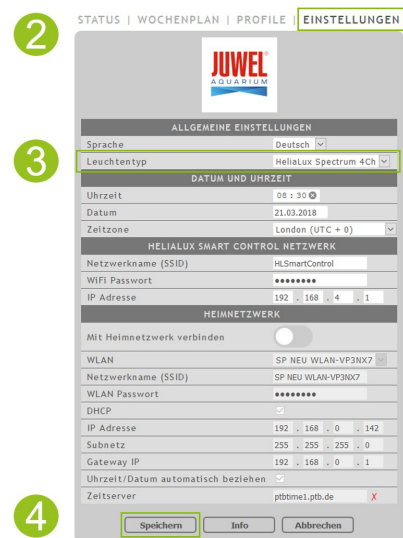 2
STATUS | WOCHENPLAN | PROFILE | EINSTELLUNGEN
JUWEL
AQUARIUM
ALLGEMEINE EINSTELLUNGEN
Sprache Deutsch
3
Leuchtentyp HeliaLux Spectrum 4Ch
DATUM UND UHRZEIT
Uhrzeit 08 : 30
Datum 21.03.2018
Zeitzone London (UTC + 0)
HELIALUX SMART CONTROL NETZWERK
Netzwerkname (SSID) HLSmartControl
WiFi Passwort ••••••••
IP Adresse 192 . 168 . 4 . 1
HEIMNETZWERK
Mit Heimnetzwerk verbinden
WLAN SP NEU WLAN-VP3NX7
Netzwerkname (SSID) SP NEU WLAN-VP3NX7
WLAN Passwort ••••••••
DHCP
IP Adresse 192 . 168 . 0 . 142
Subnetz 255 . 255 . 255 . 0
Gateway IP 192 . 168 . 0 . 1
Uhrzeit/Datum automatisch beziehen
Zeitserver ptbtime1.ptb.de X
4
Speichern Info Abbrechen